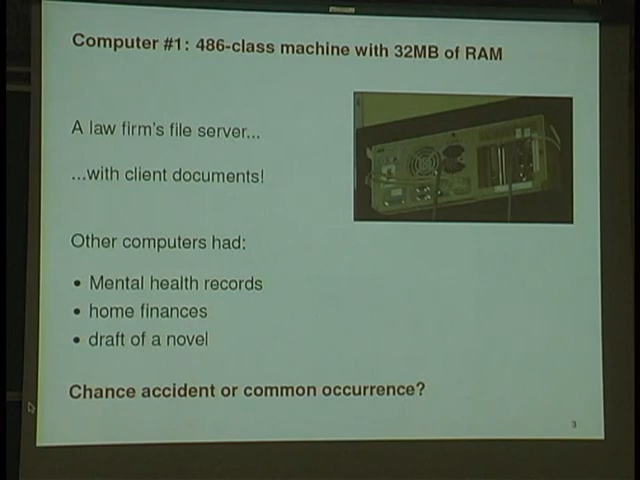 Computer #1: 486-class machine with 32MB of RAM
A law firm's file server...
...with client documents!
Other computers had:
• Mental health records
• home finances
• draft of a novel
Chance accident or common occurrence?
3